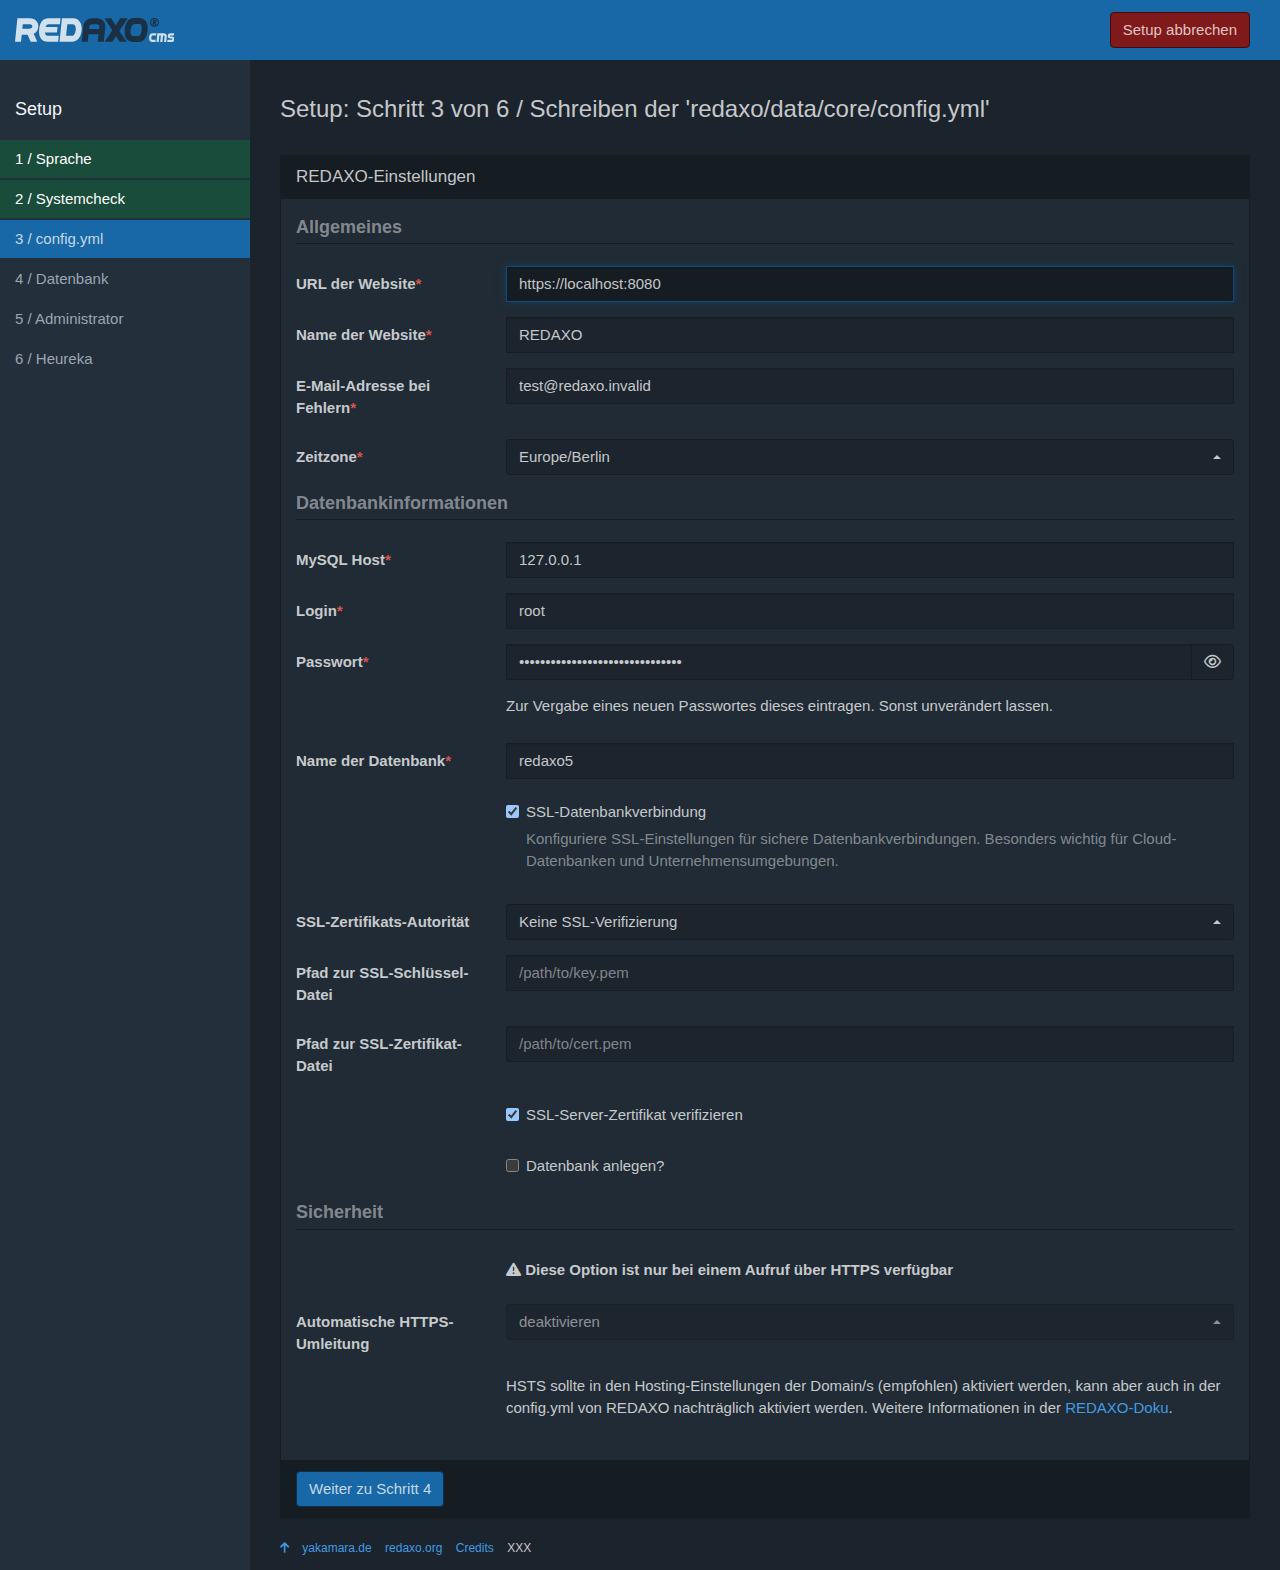 REDAXO® cms
Setup abbrechen
Setup
1 / Sprache
2 / Systemcheck
3 / config.yml
4 / Datenbank
5 / Administrator
6 / Heureka
Setup: Schritt 3 von 6 / Schreiben der 'redaxo/data/core/config.yml'
REDAXO-Einstellungen
Allgemeines
URL der Website*
https://localhost:8080
Name der Website*
REDAXO
E-Mail-Adresse bei
Fehlern*
test@redaxo.invalid
Zeitzone*
Europe/Berlin
Datenbankinformationen
MySQL Host*
127.0.0.1
Login*
root
Passwort*
•••••••••••••••••••••••••••••••
Zur Vergabe eines neuen Passwortes dieses eintragen. Sonst unverändert lassen.
Name der Datenbank*
redaxo5
SSL-Datenbankverbindung
Konfiguriere SSL-Einstellungen für sichere Datenbankverbindungen. Besonders wichtig für Cloud-
Datenbanken und Unternehmensumgebungen.
SSL-Zertifikats-Autorität
Keine SSL-Verifizierung
Pfad zur SSL-Schlüssel-
Datei
/path/to/key.pem
Pfad zur SSL-Zertifikat-
Datei
/path/to/cert.pem
SSL-Server-Zertifikat verifizieren
Datenbank anlegen?
Sicherheit
Diese Option ist nur bei einem Aufruf über HTTPS verfügbar
Automatische HTTPS-
Umleitung
deaktivieren
HSTS sollte in den Hosting-Einstellungen der Domain/s (empfohlen) aktiviert werden, kann aber auch in der
config.yml von REDAXO nachträglich aktiviert werden. Weitere Informationen in der REDAXO-Doku.
Weiter zu Schritt 4
yakamara.de redaxo.org Credits XXX